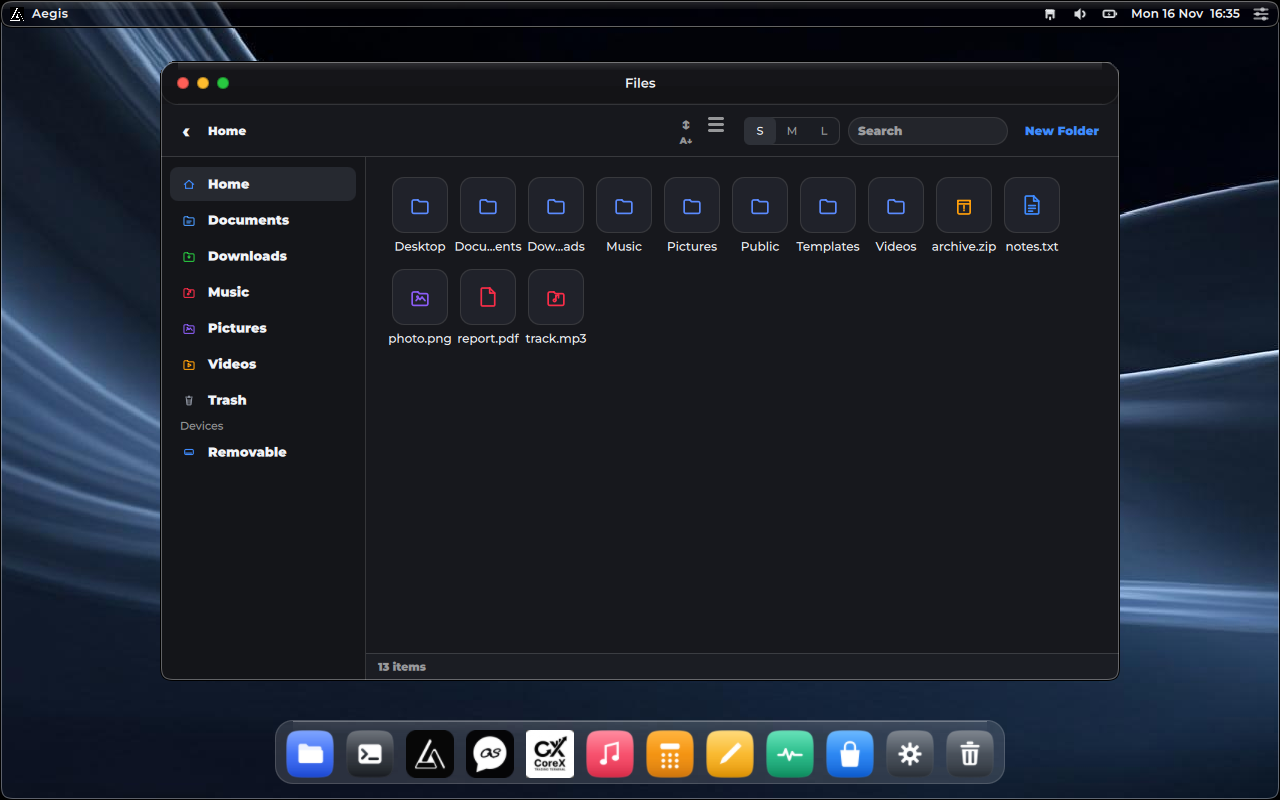 Aegis
Mon 16 Nov 16:35
Files
Home
A
S M L
Search
New Folder
Home
Documents
Downloads
Music
Pictures
Videos
Trash
Devices
Removable
Desktop Docu...ents Dow...ads Music Pictures Public Templates Videos archive.zip notes.txt
photo.png report.pdf track.mp3
13 items
as
CX
CoreX